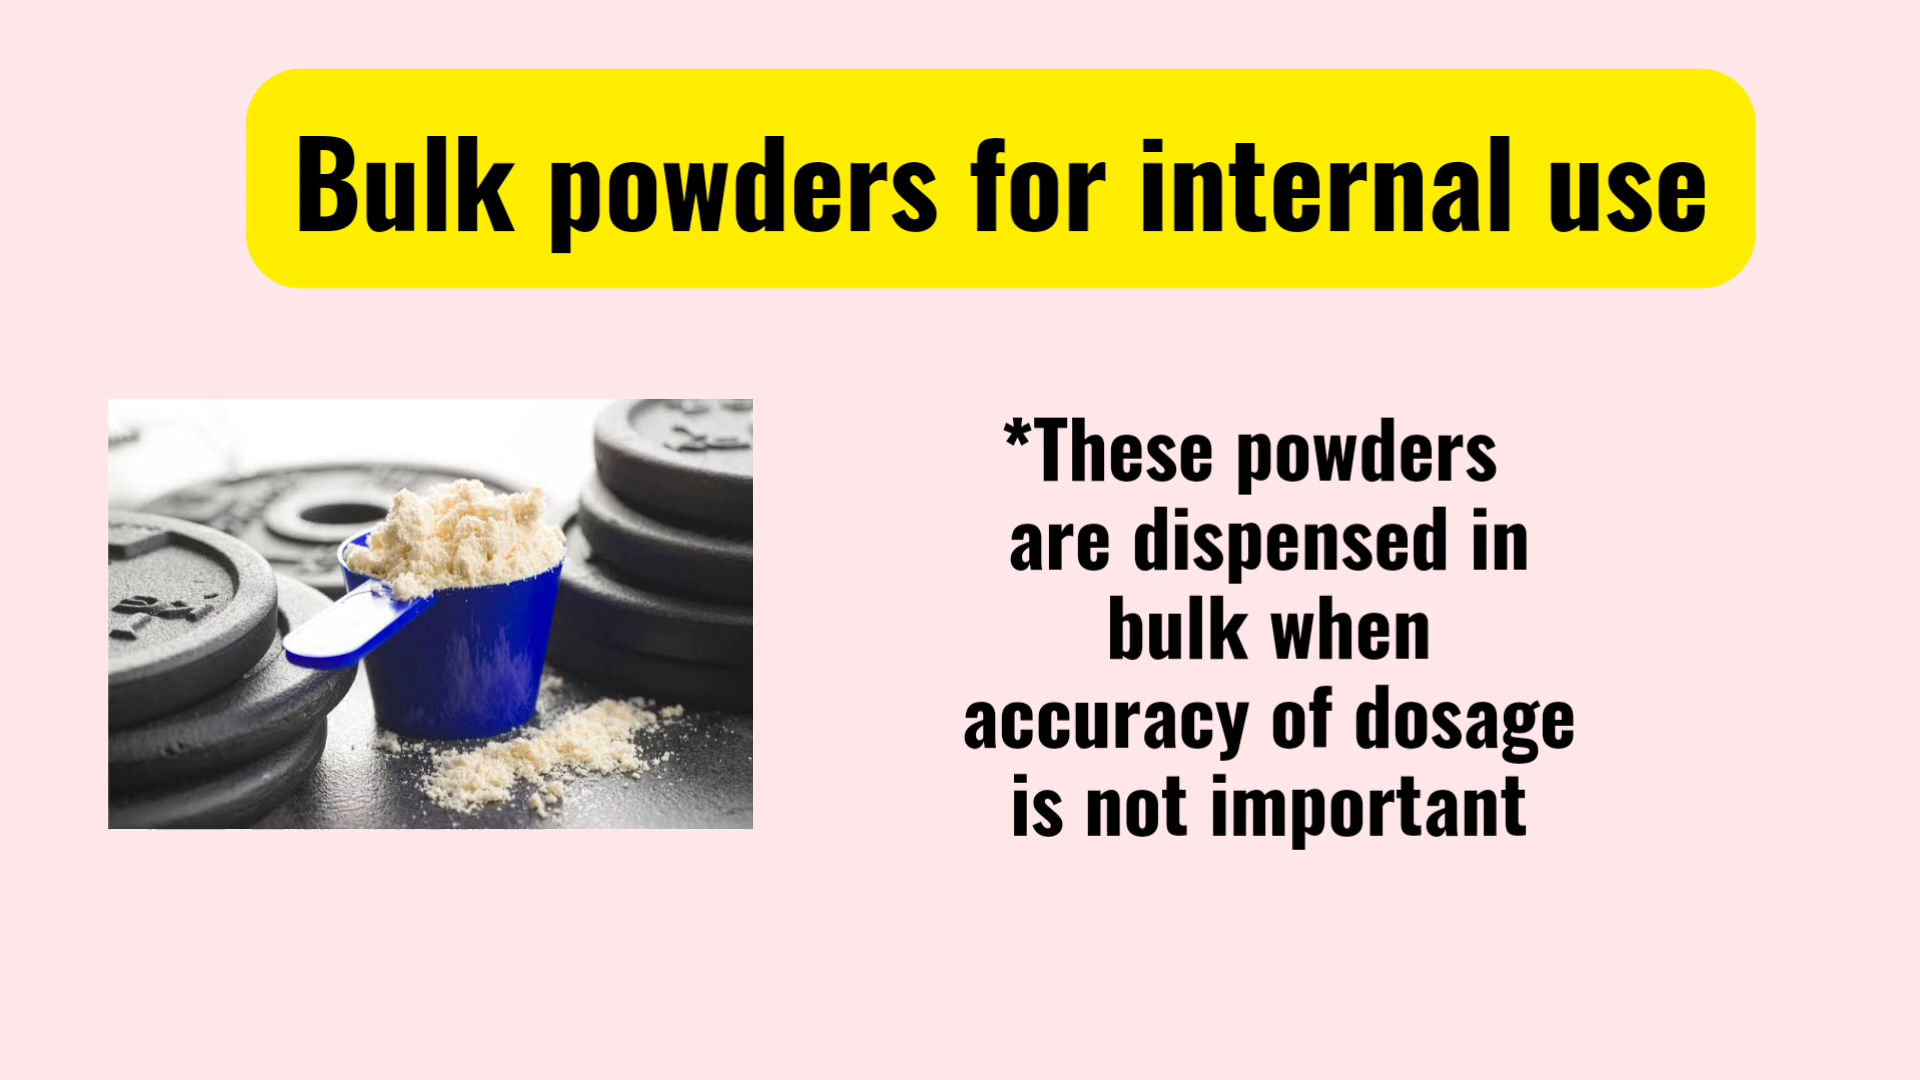 Bulk powders for internal use
*These powders
are dispensed in
bulk when
accuracy of dosage
is not important